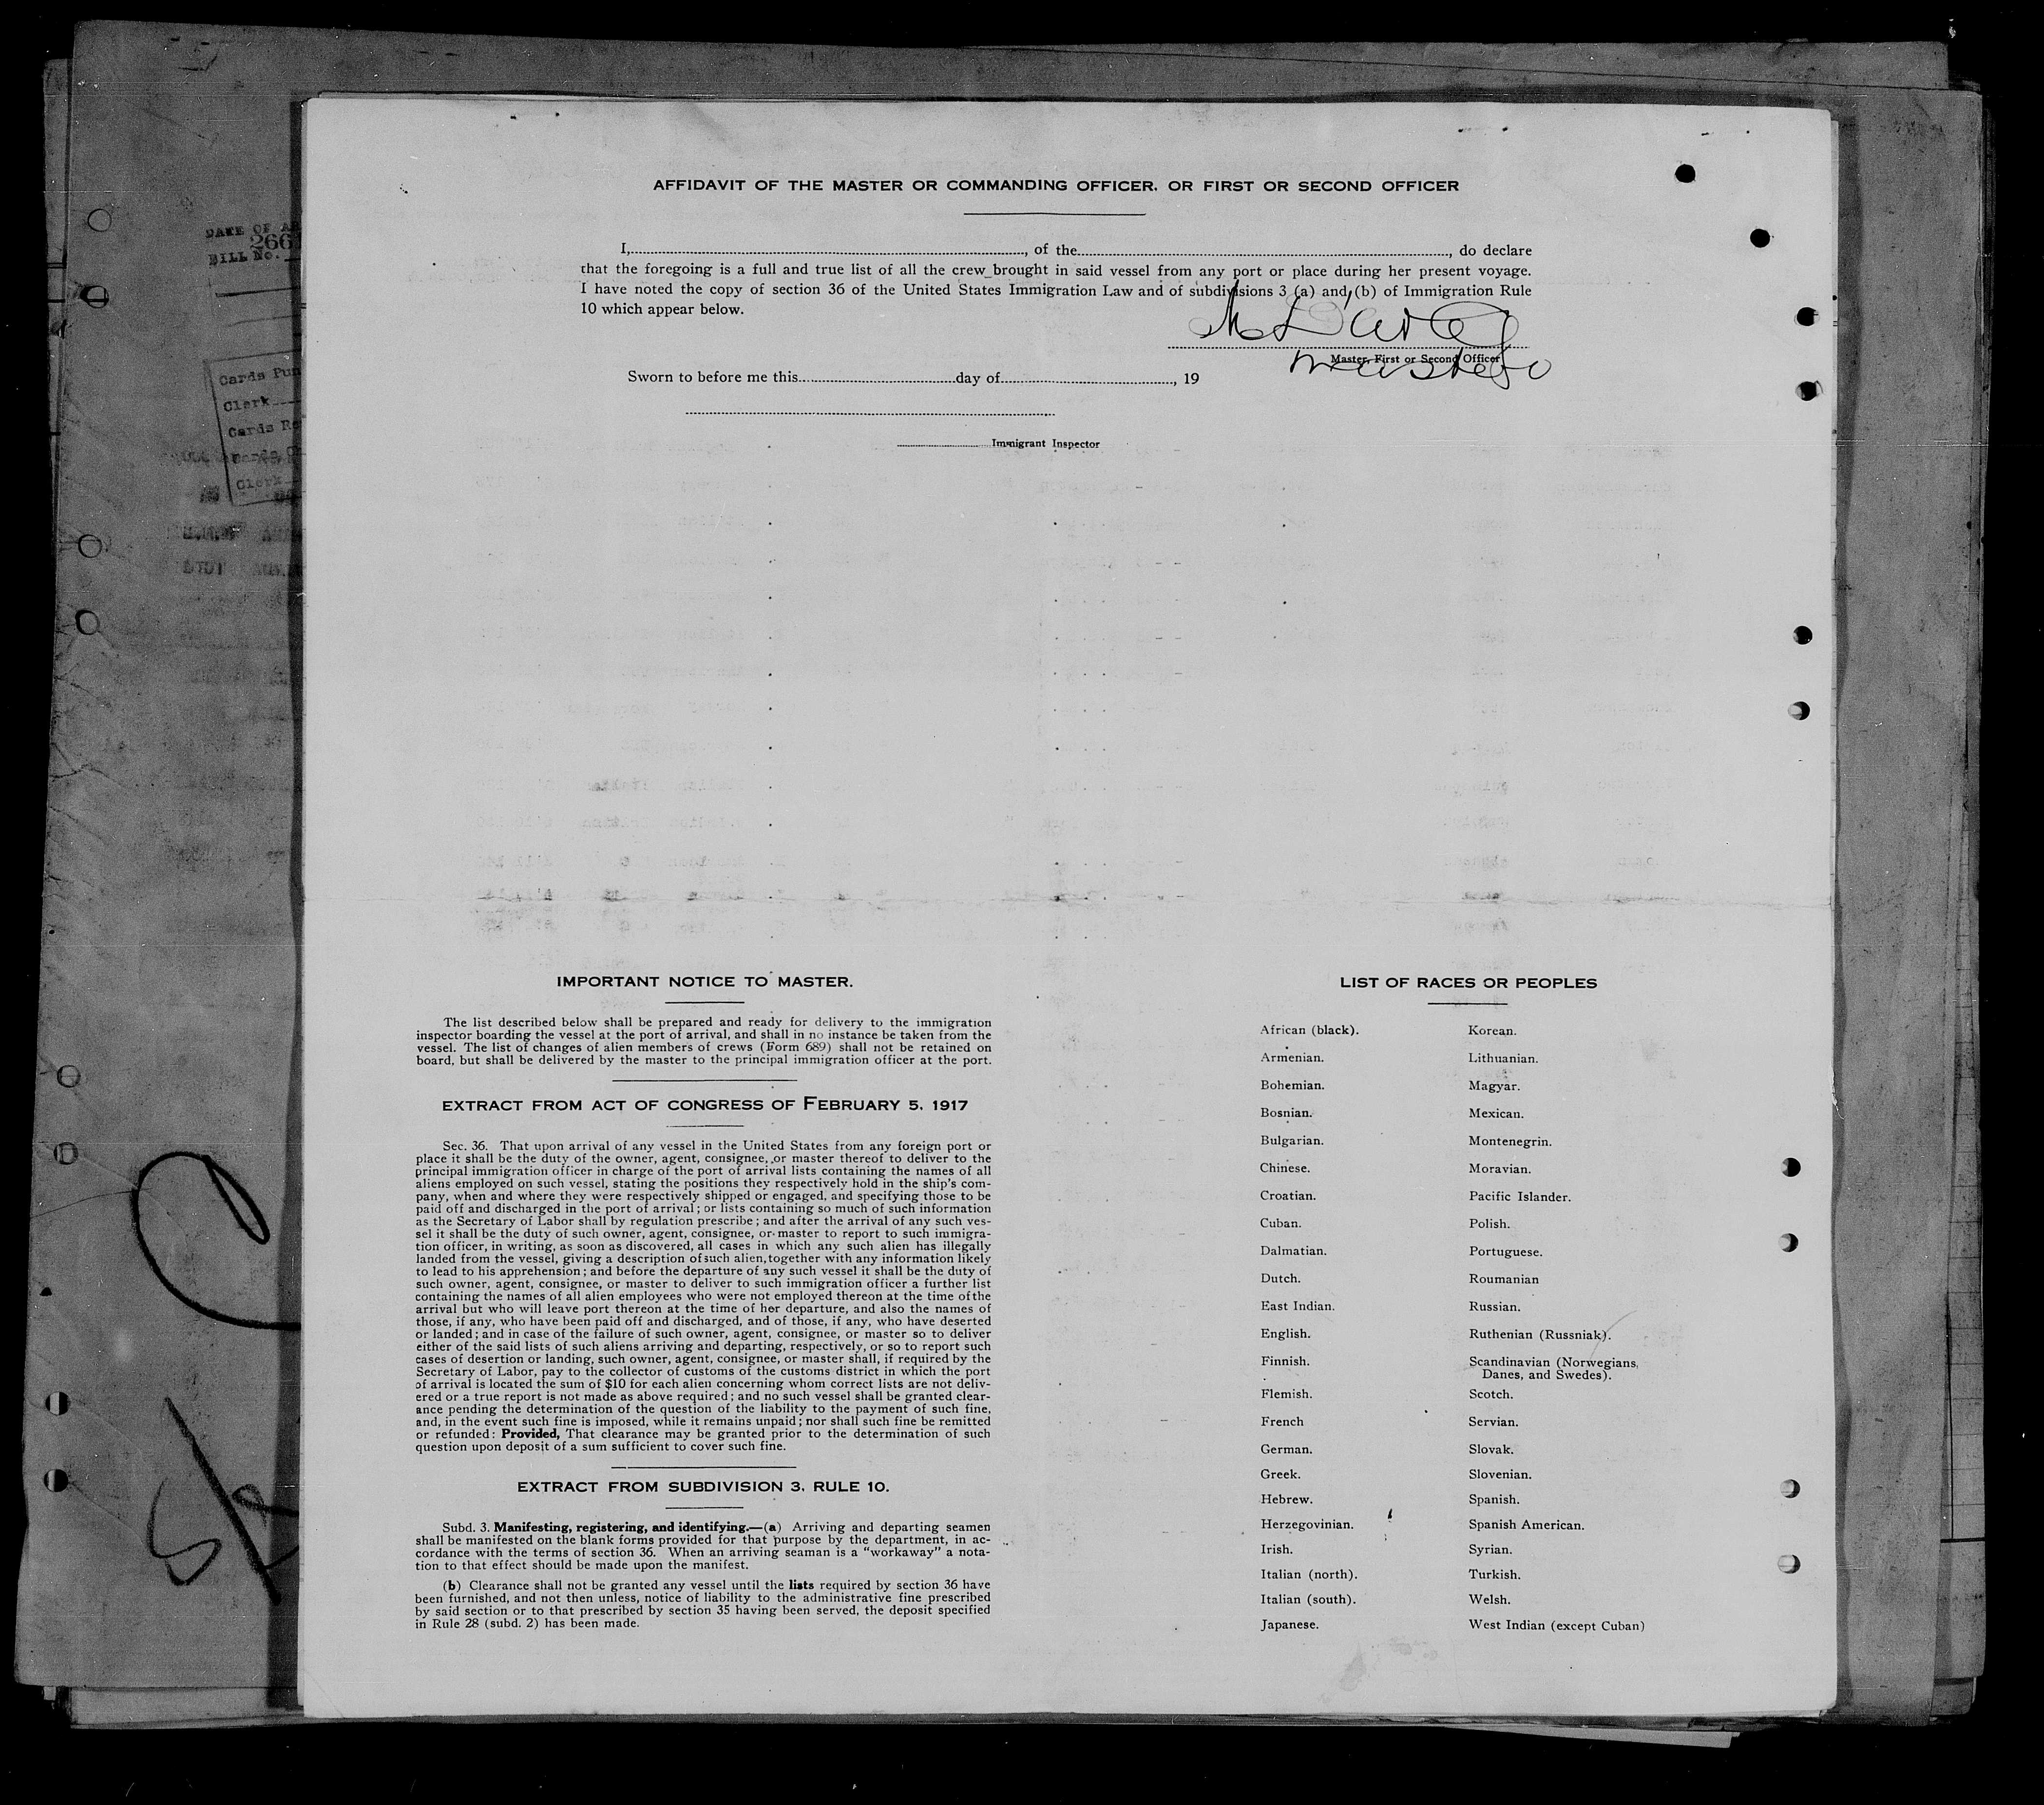 AFFIDAVIT OF THE MASTER OR COMMANDING OFFICER, OR FIRST OR SECOND OFFICER
I,........, of the........, do declare
that the foregoing is a full and true list of all the crew brought in said vessel from any port or place during her present voyage.
I have noted the copy of section 36 of the United States Immigration Law and of subdivisions 3 (a) and (b) of Immigration Rule
10 which appear below.
Master, First or Second Officer
Master
Sworn to before me this........day of........, 19
Immigrant Inspector
DATE OF
266
BILL No.
Cards Pun
Clerk
Cards
Clerk
IMPORTANT NOTICE TO MASTER.
The list described below shall be prepared and ready for delivery to the immigration
inspector boarding the vessel at the port of arrival, and shall in no instance be taken from the
vessel. The list of changes of alien members of crews (Form 689) shall not be retained on
board, but shall be delivered by the master to the principal immigration officer at the port.
EXTRACT FROM ACT OF CONGRESS OF FEBRUARY 5, 1917
Sec. 36. That upon arrival of any vessel in the United States from any foreign port or
place it shall be the duty of the owner, agent, consignee, or master thereof to deliver to the
principal immigration officer in charge of the port of arrival lists containing the names of all
aliens employed on such vessel, stating the positions they respectively hold in the ship's com-
pany, when and where they were respectively shipped or engaged, and specifying those to be
paid off and discharged in the port of arrival; or lists containing so much of such information
as the Secretary of Labor shall by regulation prescribe; and after the arrival of any such ves-
sel it shall be the duty of such owner, agent, consignee, or master to report to such immigra-
tion officer, in writing, as soon as discovered, all cases in which any such alien has illegally
landed from the vessel, giving a description of such alien, together with any information likely
to lead to his apprehension; and before the departure of any such vessel it shall be the duty of
such owner, agent, consignee, or master to deliver to such immigration officer a further list
containing the names of all alien employees who were not employed thereon at the time of the
arrival but who will leave port thereon at the time of her departure, and also the names of
those, if any, who have been paid off and discharged, and of those, if any, who have deserted
or landed; and in case of the failure of such owner, agent, consignee, or master so to deliver
either of the said lists of such aliens arriving and departing, respectively, or so to report such
cases of desertion or landing, such owner, agent, consignee, or master shall, if required by the
Secretary of Labor, pay to the collector of customs of the customs district in which the port
of arrival is located the sum of $10 for each alien concerning whom correct lists are not deliv-
ered or a true report is not made as above required; and no such vessel shall be granted clear-
ance pending the determination of the question of the liability to the payment of such fine,
and, in the event such fine is imposed, while it remains unpaid; nor shall such fine be remitted
or refunded: Provided, That clearance may be granted prior to the determination of such
question upon deposit of a sum sufficient to cover such fine.
EXTRACT FROM SUBDIVISION 3, RULE 10.
Subd. 3. Manifesting, registering, and identifying.—(a) Arriving and departing seamen
shall be manifested on the blank forms provided for that purpose by the department, in ac-
cordance with the terms of section 36. When an arriving seaman is a "workaway" a nota-
tion to that effect should be made upon the manifest.
(b) Clearance shall not be granted any vessel until the lists required by section 36 have
been furnished, and not then unless, notice of liability to the administrative fine prescribed
by said section or to that prescribed by section 35 having been served, the deposit specified
in Rule 28 (subd. 2) has been made.
LIST OF RACES OR PEOPLES
African (black).
Armenian.
Bohemian.
Bosnian.
Bulgarian.
Chinese.
Croatian.
Cuban.
Dalmatian.
Dutch.
East Indian.
English.
Finnish.
Flemish.
French
German.
Greek.
Hebrew.
Herzegovinian.
Irish.
Italian (north).
Italian (south).
Japanese.
Korean.
Lithuanian.
Magyar.
Mexican.
Montenegrin.
Moravian.
Pacific Islander.
Polish.
Portuguese.
Roumanian
Russian.
Ruthenian (Russniak).
Scandinavian (Norwegians,
Danes, and Swedes).
Scotch.
Servian.
Slovak.
Slovenian.
Spanish.
Spanish American.
Syrian.
Turkish.
Welsh.
West Indian (except Cuban)